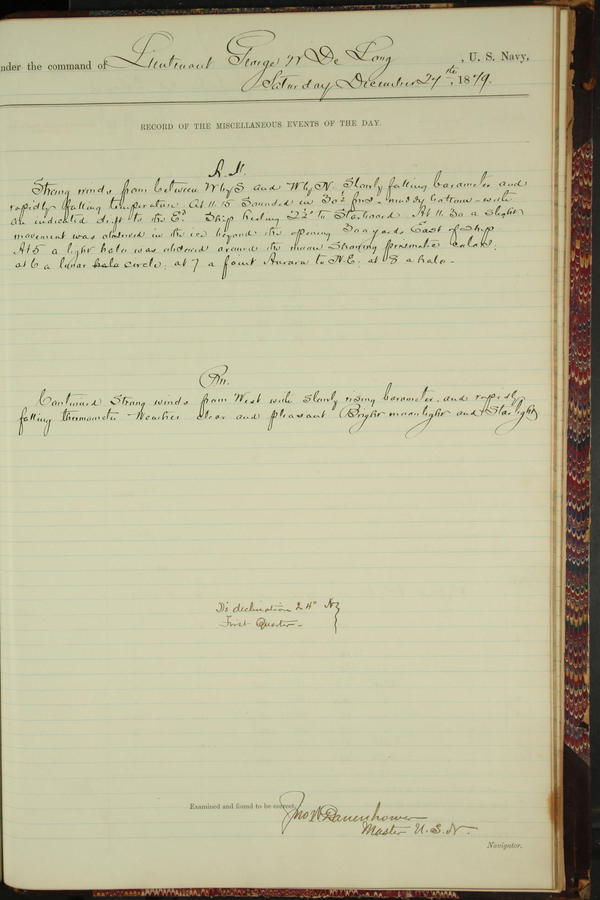 under the command of Lieutenant George W De Long, U. S. Navy,
Saturday December 27th, 1879.
RECORD OF THE MISCELLANEOUS EVENTS OF THE DAY.
A.M.
Strong winds from between W by S and W by N. Slowly falling barometer and
rapidly falling temperature. At 11.15 Sounded in 30½ fms - muddy bottom - with
an indicated drift to the Ed. Ship heeling 2½° to Starboard. At 11.30 a Slight
movement was observed in the ice beyond the opening 300 yards East of Ship
At 5 a light halo was observed around the moon Showing prismatic colors;
at 6 a lunar halo circle; at 7 a faint Aurora to N.E; at 8 a halo -
P.M.
Continued Strong winds from West with Slowly rising barometer and rapidly
falling thermometer - Weather clear and pleasant (Bright moonlight and Starlight)
D's declination 24° N
First Quarter -
Examined and found to be correct,
Jno W Danenhower
Master U.S.N.
Navigator.